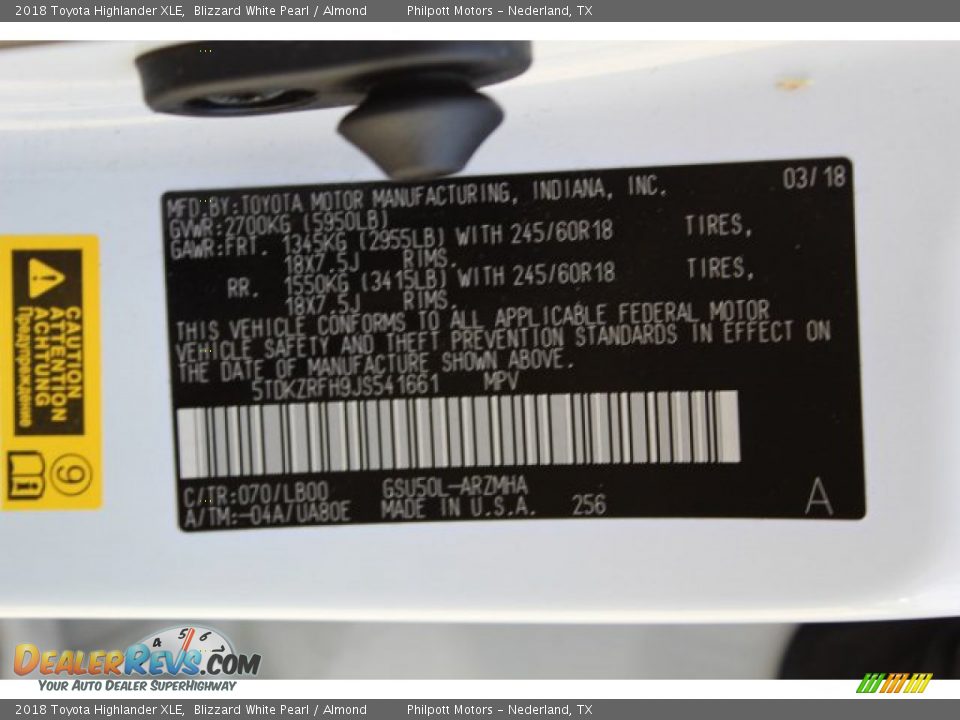 2018 Toyota Highlander XLE,  Blizzard White Pearl / Almond    Philpott Motors – Nederland, TX
03/18
MFD.BY:TOYOTA MOTOR MANUFACTURING, INDIANA, INC.
GVWR:2700KG (5950LB)
GAWR:FRT. 1345KG (2955LB) WITH 245/60R18 TIRES,
18X7.5J RIMS.
RR. 1550KG (3415LB) WITH 245/60R18 TIRES,
18X7.5J RIMS.
THIS VEHICLE CONFORMS TO ALL APPLICABLE FEDERAL MOTOR
VEHICLE SAFETY AND THEFT PREVENTION STANDARDS IN EFFECT ON
THE DATE OF MANUFACTURE SHOWN ABOVE.
5TDKZRFH9JS541661 MPV
C/TR:070/LB00 GSU50L-ARZMHA
A/TM:-04A/UA80E MADE IN U.S.A. 256
A
CAUTION
ATTENTION
ACHTUNG
Предупреждение
9
4 5 6 7
DealerRevs.com
Your Auto Dealer SuperHighway
2018 Toyota Highlander XLE,  Blizzard White Pearl / Almond    Philpott Motors – Nederland, TX